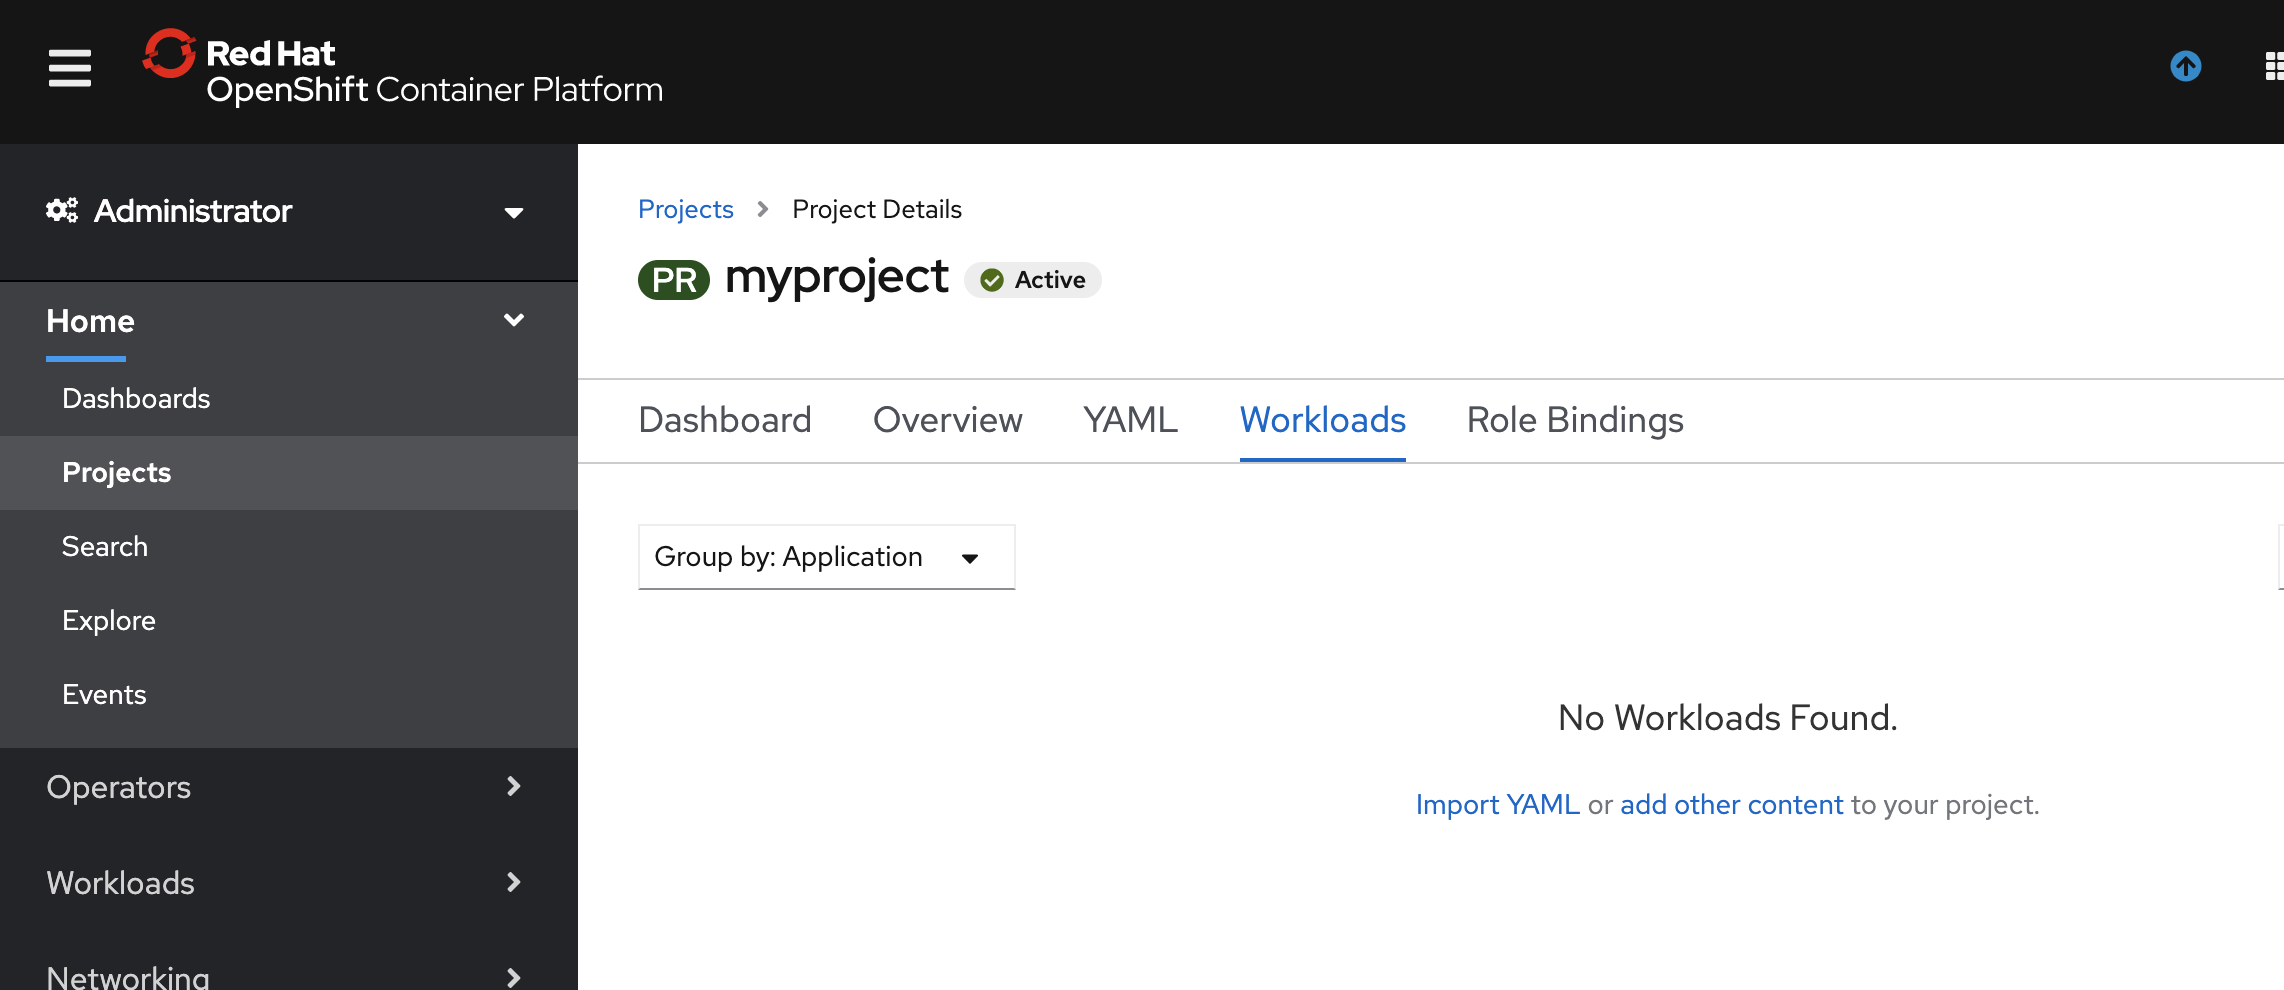 Red Hat
OpenShift Container Platform
Administrator
Home
Dashboards
Projects
Search
Explore
Events
Operators
Workloads
Networking
Projects > Project Details
PR myproject Active
Dashboard Overview YAML Workloads Role Bindings
Group by: Application
No Workloads Found.
Import YAML or add other content to your project.